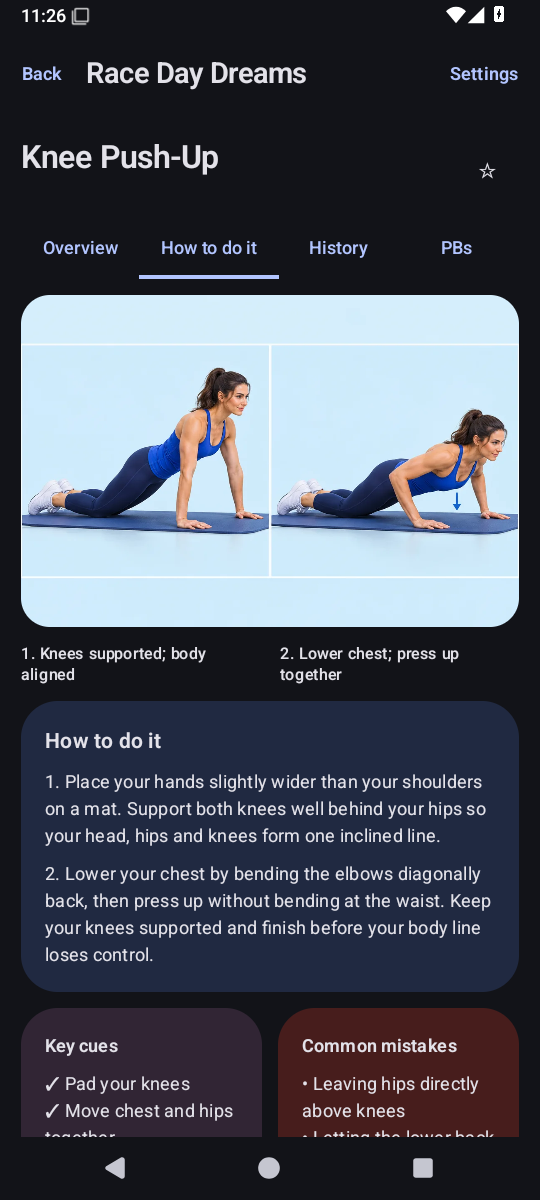 11:26
Back Race Day Dreams Settings
Knee Push-Up ☆
Overview How to do it History PBs
1. Knees supported; body
aligned
2. Lower chest; press up
together
How to do it
1. Place your hands slightly wider than your shoulders
on a mat. Support both knees well behind your hips so
your head, hips and knees form one inclined line.
2. Lower your chest by bending the elbows diagonally
back, then press up without bending at the waist. Keep
your knees supported and finish before your body line
loses control.
Key cues
✓ Pad your knees
✓ Move chest and hips
together
Common mistakes
• Leaving hips directly
above knees
• Letting the lower back